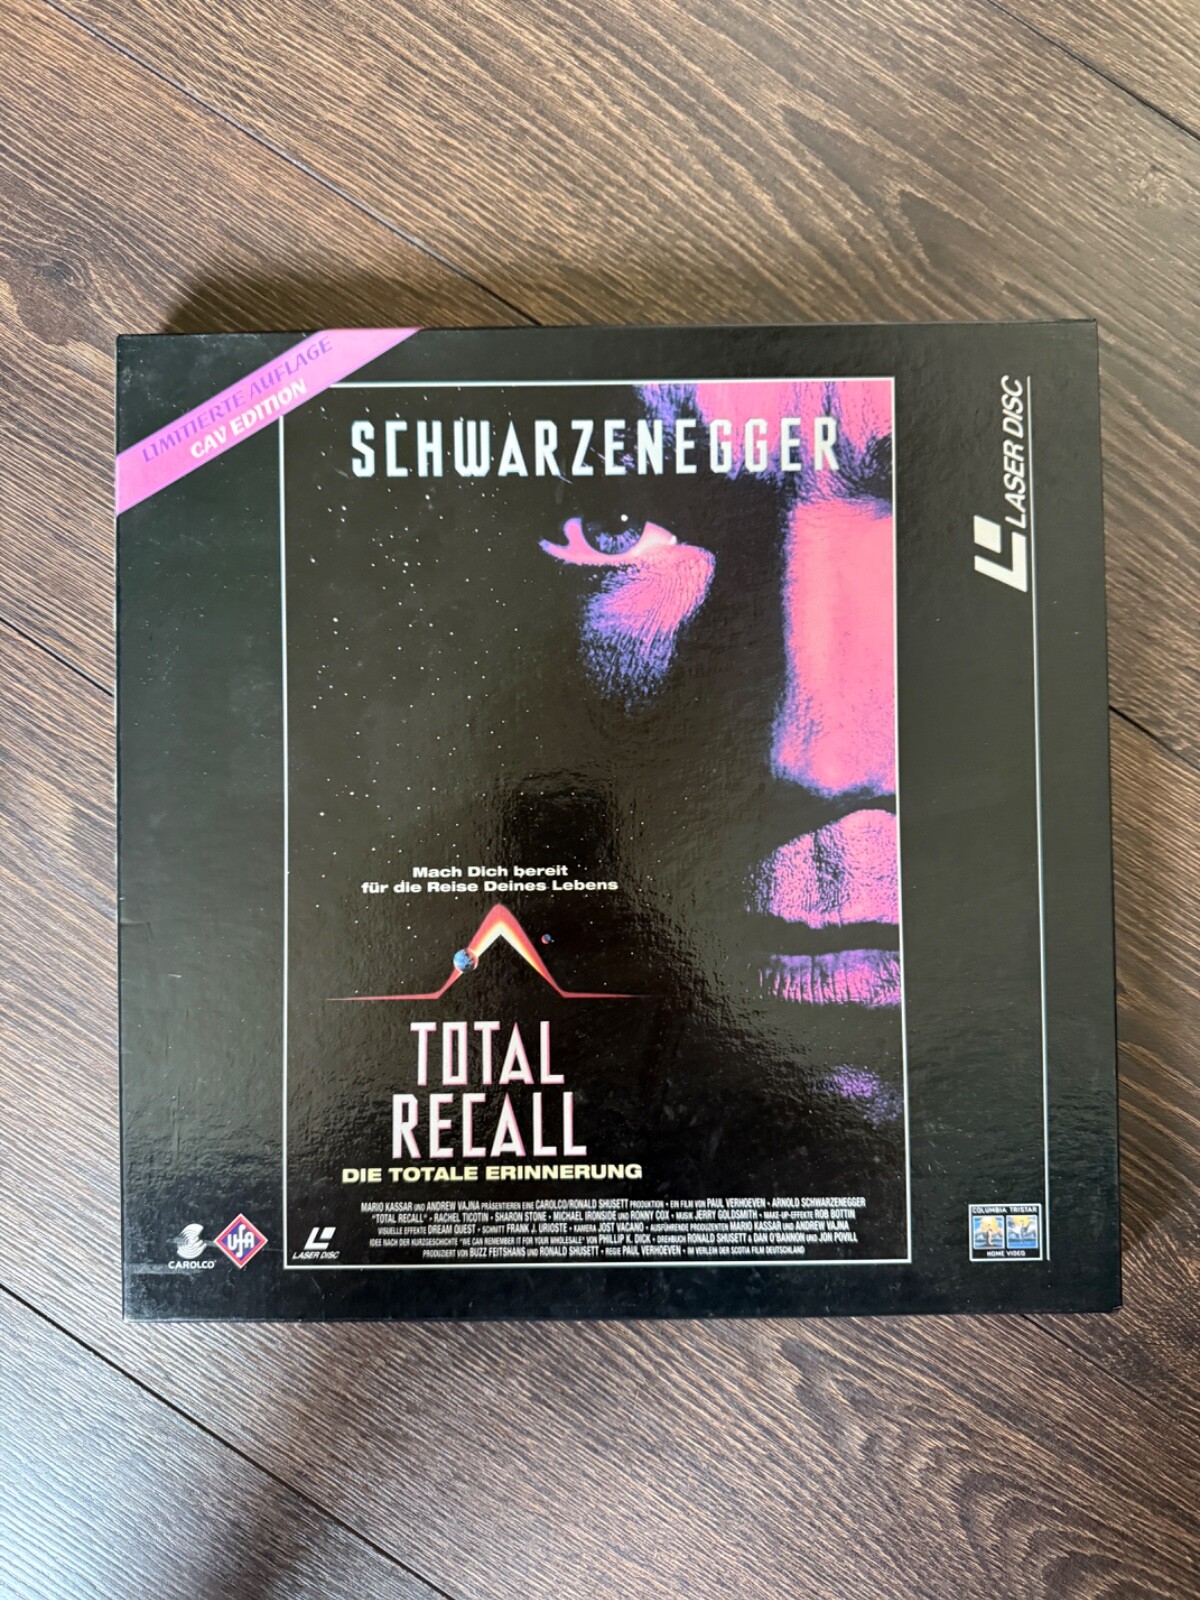 LIMITIERTE AUFLAGE
CAV EDITION
LASER DISC
SCHWARZENEGGER
Mach Dich bereit
für die Reise Deines Lebens
TOTAL
RECALL
DIE TOTALE ERINNERUNG
MARIO KASSAR UND ANDREW VAJNA PRÄSENTIEREN EINE CAROLCO/RONALD SHUSETT PRODUKTION • EIN FILM VON PAUL VERHOEVEN • ARNOLD SCHWARZENEGGER
"TOTAL RECALL" • RACHEL TICOTIN • SHARON STONE • MICHAEL IRONSIDE UND RONNY COX • MUSIK JERRY GOLDSMITH • MAKE-UP-EFFEKTE ROB BOTTIN
VISUELLE EFFEKTE DREAM QUEST • SCHNITT FRANK J. URIOSTE • KAMERA JOST VACANO • AUSFÜHRENDE PRODUZENTEN MARIO KASSAR UND ANDREW VAJNA
IDEE NACH DER KURZGESCHICHTE "WE CAN REMEMBER IT FOR YOUR WHOLESALE" VON PHILLIP K. DICK • DREHBUCH RONALD SHUSETT & DAN O'BANNON UND JON POVILL
PRODUZIERT VON BUZZ FEITSHANS UND RONALD SHUSETT • REGIE PAUL VERHOEVEN • IM VERLEIH DER SCOTIA FILM DEUTSCHLAND
CAROLCO
UFA
LASER DISC
COLUMBIA TRISTAR
HOME VIDEO